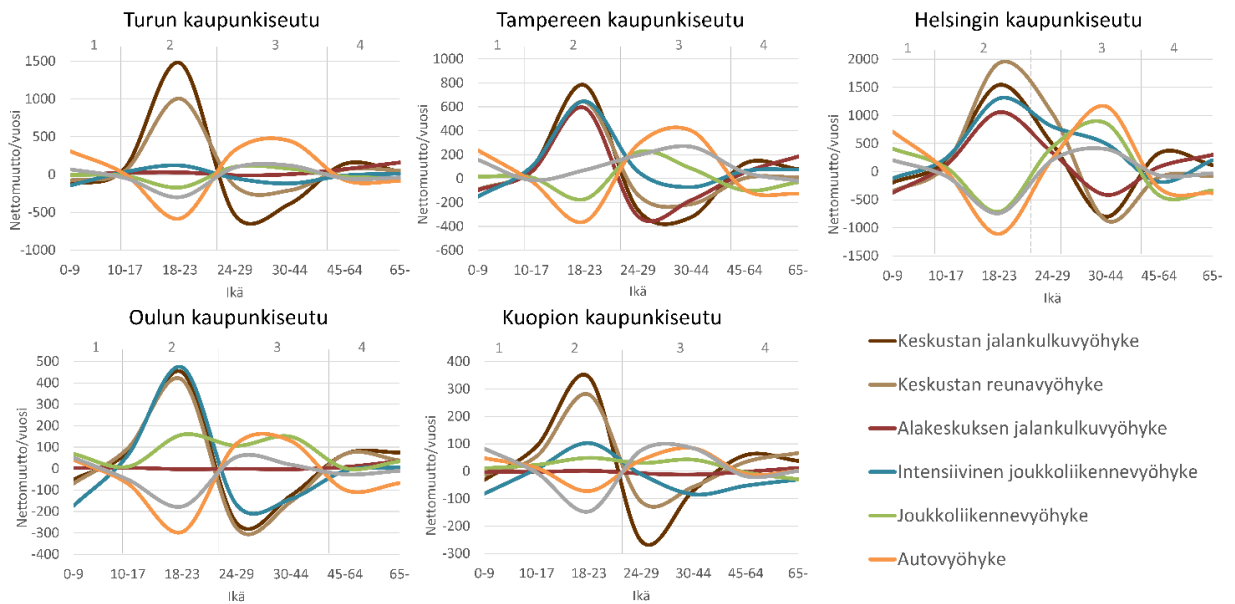 Turun kaupunkiseutu
1 2 3 4
Nettomuutto/vuosi
1500
1000
500
0
-500
-1000
0-9 10-17 18-23 24-29 30-44 45-64 65-
Ikä
Tampereen kaupunkiseutu
1 2 3 4
Nettomuutto/vuosi
1000
800
600
400
200
0
-200
-400
-600
0-9 10-17 18-23 24-29 30-44 45-64 65-
Ikä
Helsingin kaupunkiseutu
1 2 3 4
Nettomuutto/vuosi
2000
1500
1000
500
0
-500
-1000
-1500
0-9 10-17 18-23 24-29 30-44 45-64 65-
Ikä
Oulun kaupunkiseutu
1 2 3 4
Nettomuutto/vuosi
500
400
300
200
100
0
-100
-200
-300
-400
0-9 10-17 18-23 24-29 30-44 45-64 65-
Ikä
Kuopion kaupunkiseutu
1 2 3 4
Nettomuutto/vuosi
400
300
200
100
0
-100
-200
-300
0-9 10-17 18-23 24-29 30-44 45-64 65-
Ikä
Keskustan jalankulkuvyöhyke
Keskustan reunavyöhyke
Alakeskuksen jalankulkuvyöhyke
Intensiivinen joukkoliikennevyöhyke
Joukkoliikennevyöhyke
Autovyöhyke